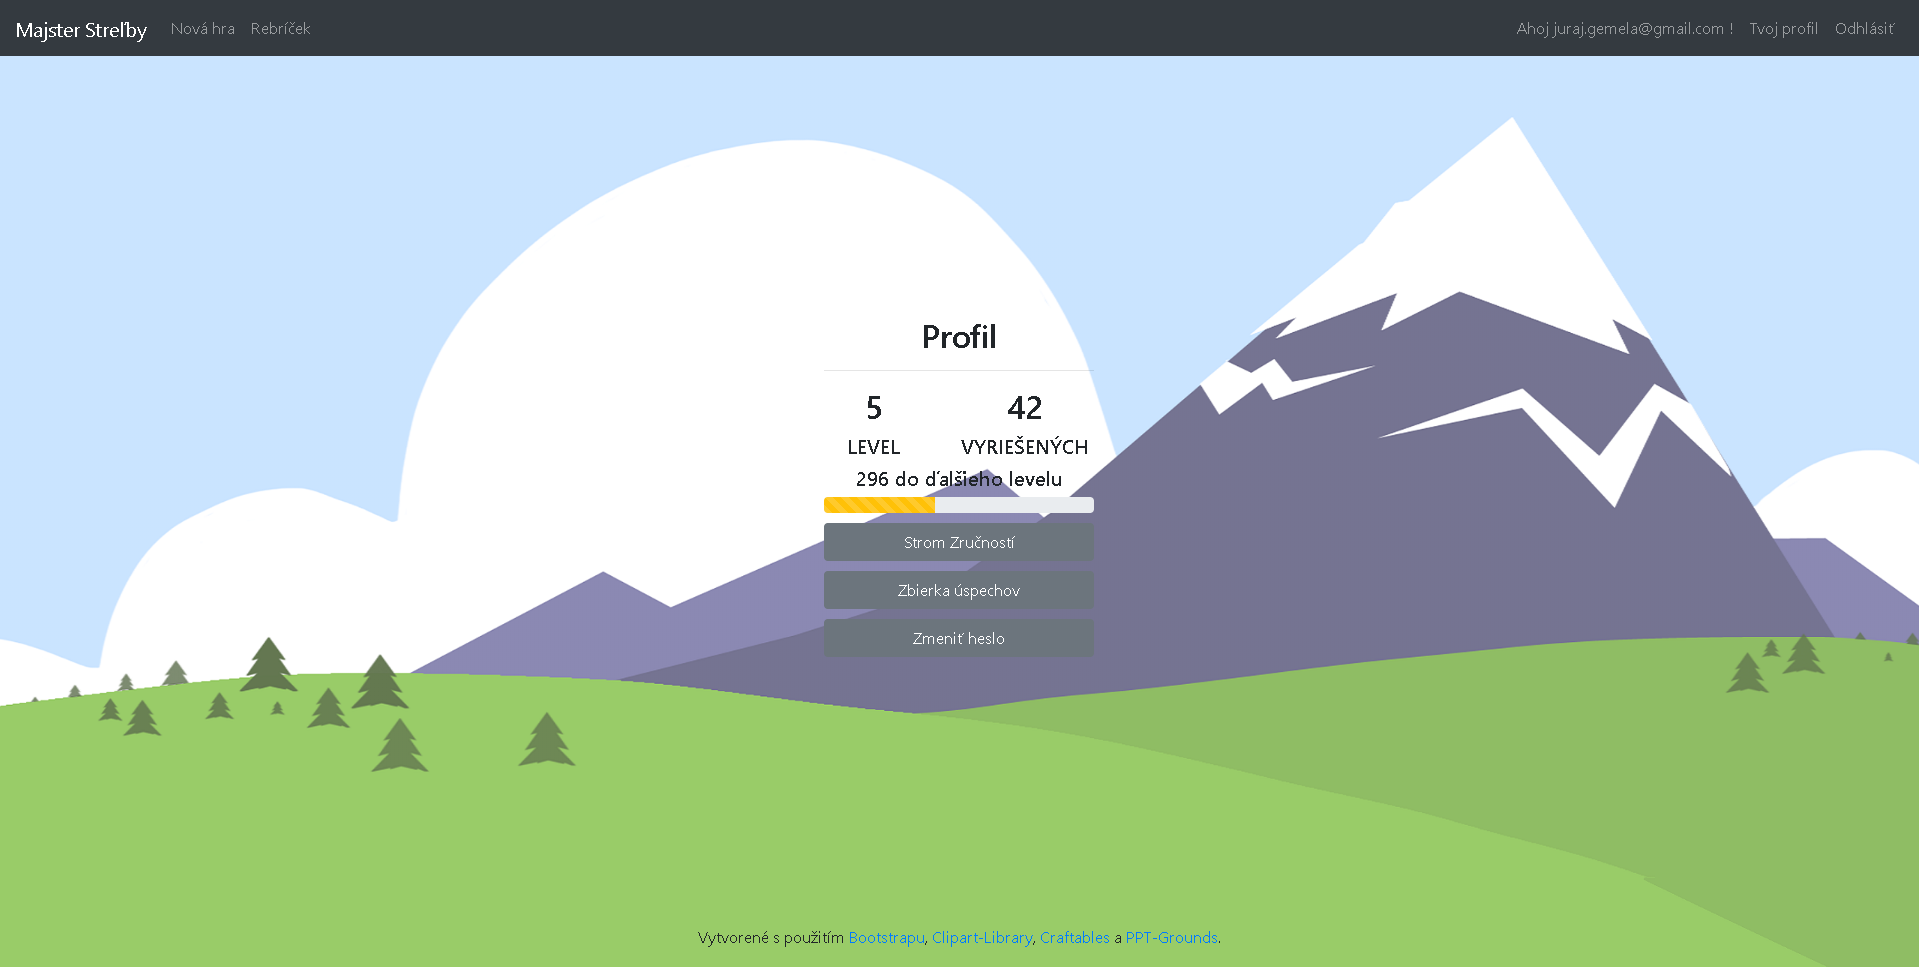 Majster Streľby Nová hra Rebríček Ahoj juraj.gemela@gmail.com ! Tvoj profil Odhlásiť
Profil
5 42
LEVEL VYRIEŠENÝCH
296 do ďalšieho levelu
Strom Zručností
Zbierka úspechov
Zmeniť heslo
Vytvorené s použitím Bootstrapu, Clipart-Library, Craftables a PPT-Grounds.